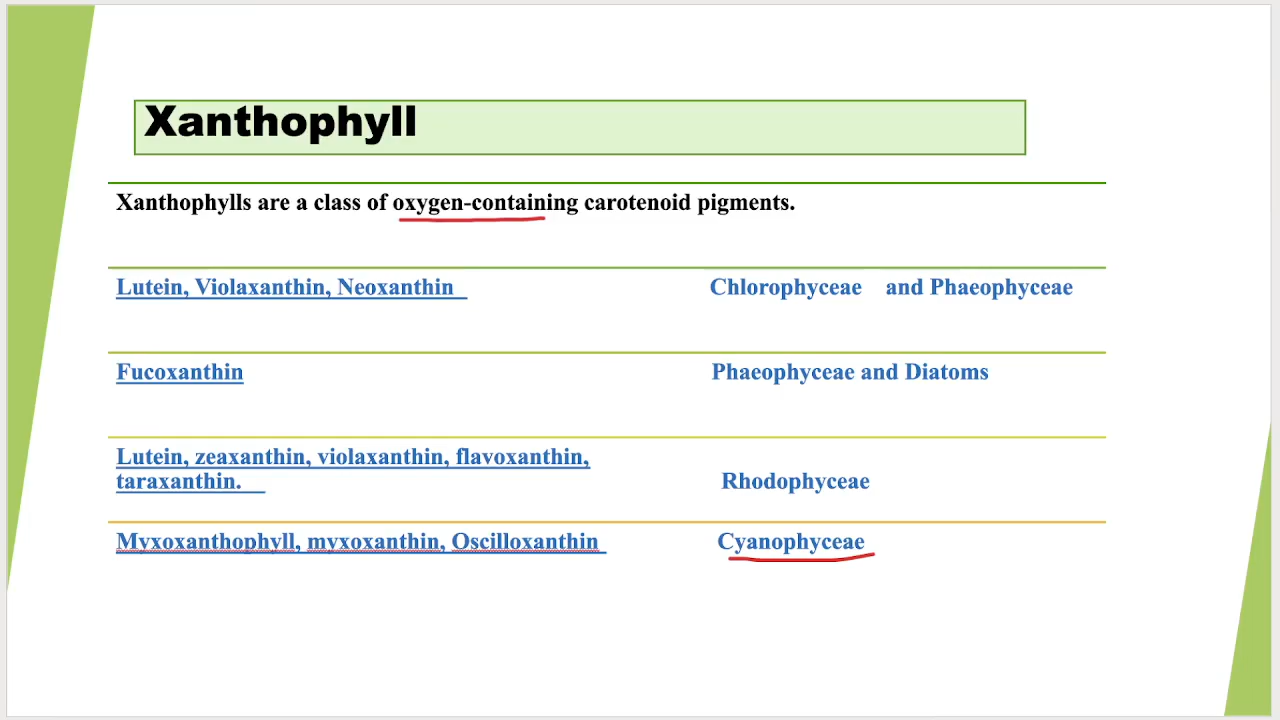 Xanthophyll
Xanthophylls are a class of oxygen-containing carotenoid pigments.
Lutein, Violaxanthin, Neoxanthin Chlorophyceae and Phaeophyceae
Fucoxanthin Phaeophyceae and Diatoms
Lutein, zeaxanthin, violaxanthin, flavoxanthin,
taraxanthin. Rhodophyceae
Myxoxanthophyll, myxoxanthin, Oscilloxanthin Cyanophyceae